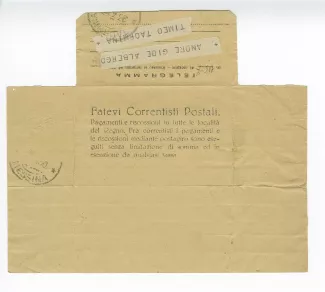 TIMEO TAORMINA
ANDRE GIDE ALBERGO
TELEGRAMMA
Fatevi Correntisti Postali.
Pagamenti e riscossioni in tutte le località
del Regno. Fra correntisti i pagamenti e
le riscossioni mediante postagiro sono ese-
guiti senza limitazione di somma ed in
esenzione da qualsiasi tassa.
MESSINA